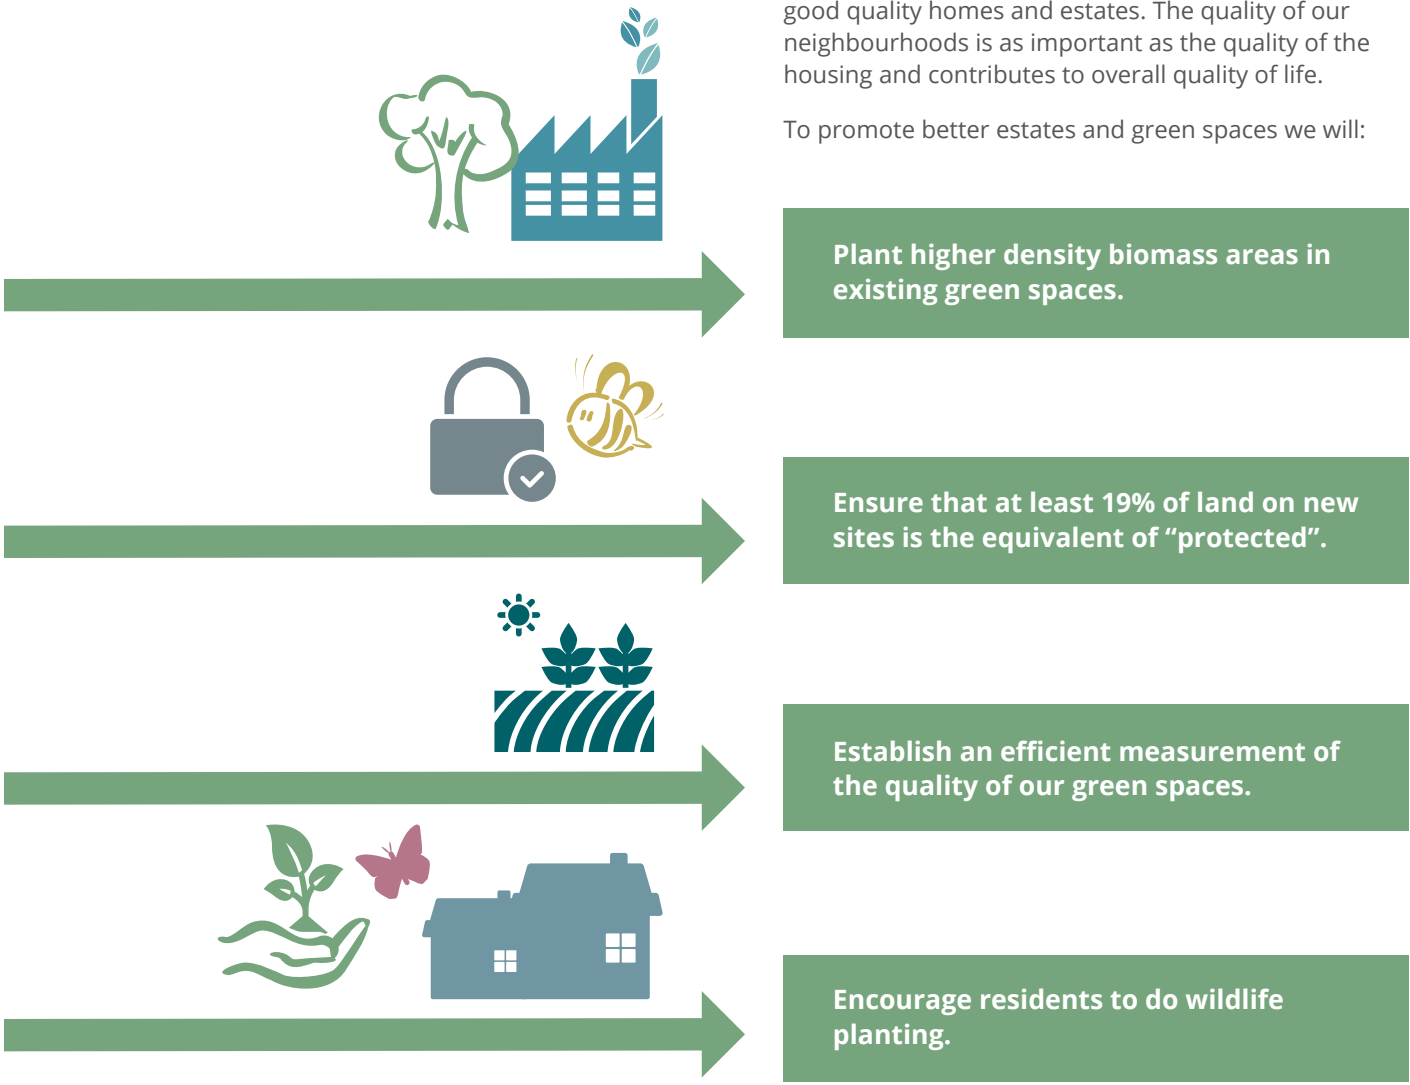 good quality homes and estates. The quality of our
neighbourhoods is as important as the quality of the
housing and contributes to overall quality of life.
To promote better estates and green spaces we will:
Plant higher density biomass areas in
existing green spaces.
Ensure that at least 19% of land on new
sites is the equivalent of “protected”.
Establish an efficient measurement of
the quality of our green spaces.
Encourage residents to do wildlife
planting.